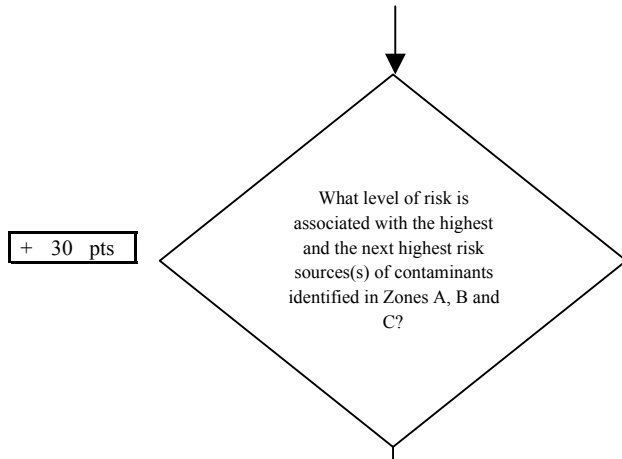 What level of risk is
associated with the highest
and the next highest risk
sources(s) of contaminants
identified in Zones A, B and
C?
+ 30 pts